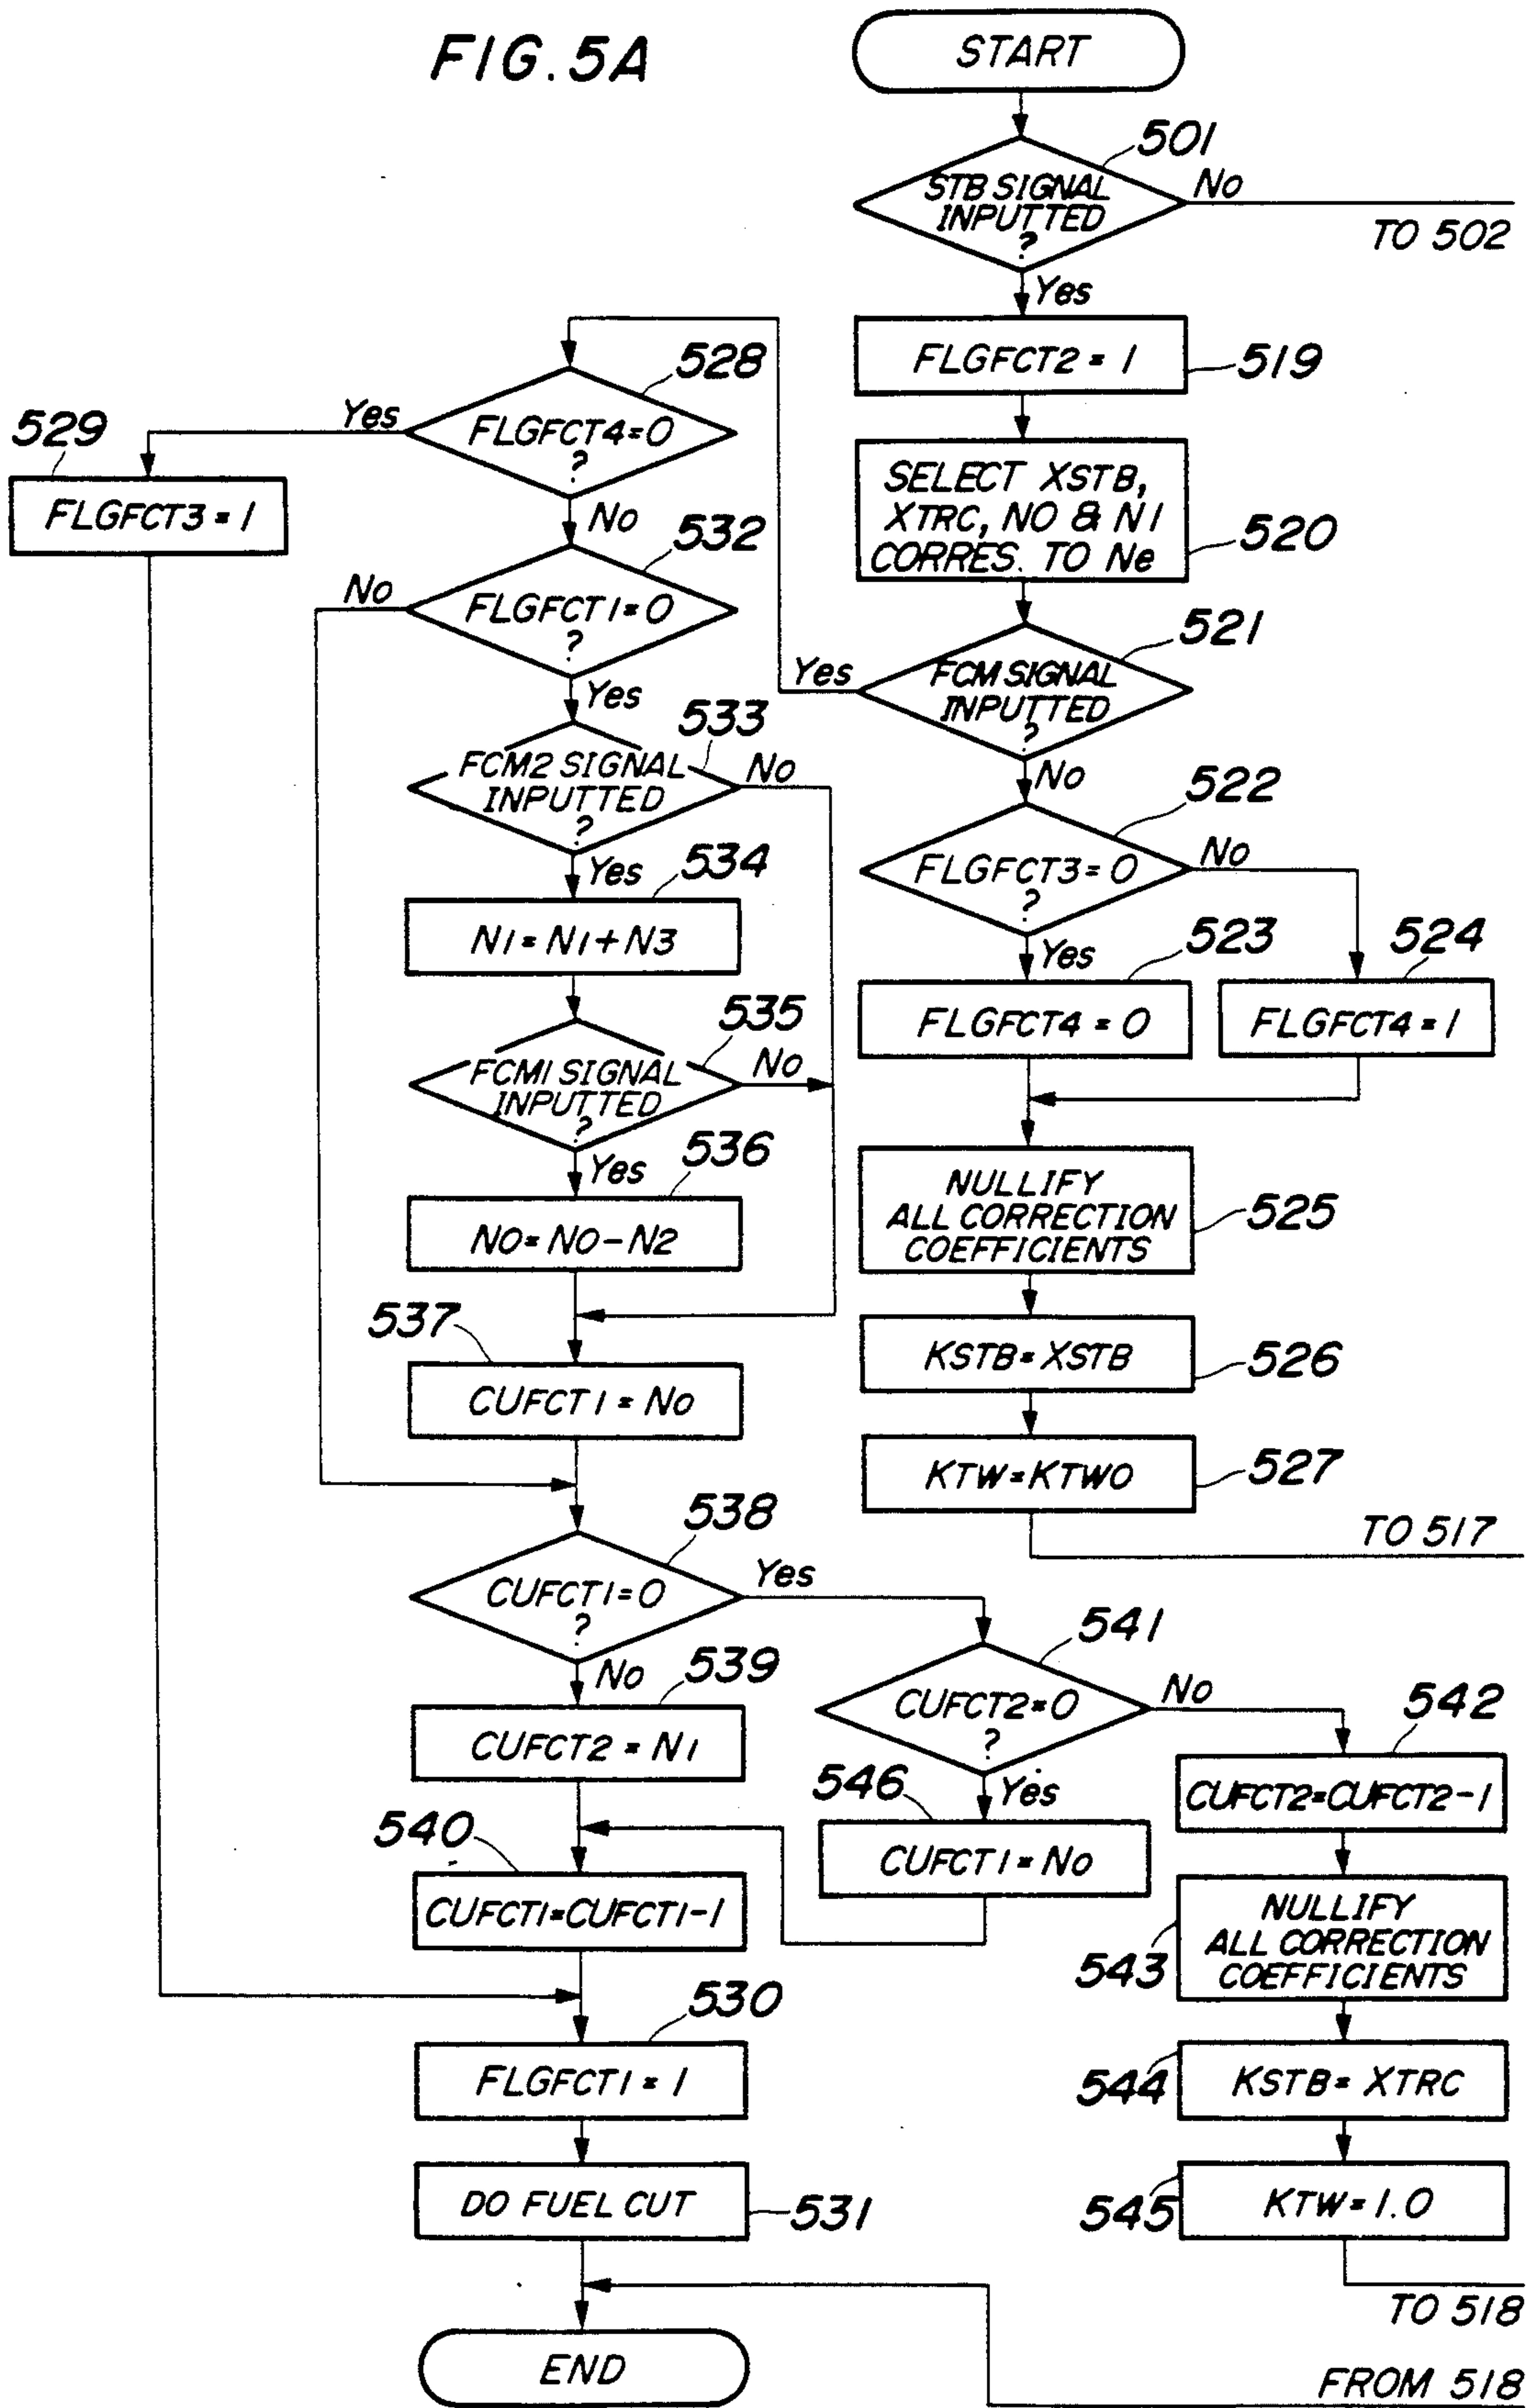 FIG. 5A
START
501
STB SIGNAL
INPUTTED
?
No
TO 502
Yes
FLGFCT2 = 1
519
SELECT XSTB,
XTRC, NO & N1
CORRES. TO Ne
520
521
FCM SIGNAL
INPUTTED
?
Yes
No
522
FLGFCT3 = 0
?
No
Yes
523
FLGFCT4 = 0
524
FLGFCT4 = 1
NULLIFY
ALL CORRECTION
COEFFICIENTS
525
KSTB = XSTB
526
KTW = KTWO
527
TO 517
528
FLGFCT4 = 0
?
Yes
529
FLGFCT3 = 1
No
532
FLGFCT1 = 0
?
No
Yes
533
FCM2 SIGNAL
INPUTTED
?
No
Yes
534
N1 = N1 + N3
535
FCM1 SIGNAL
INPUTTED
?
No
Yes
536
NO = NO - N2
537
CUFCT1 = No
538
CUFCT1 = 0
?
Yes
No
539
CUFCT2 = N1
540
CUFCT1 = CUFCT1 - 1
541
CUFCT2 = 0
?
No
Yes
546
CUFCT1 = No
542
CUFCT2 = CUFCT2 - 1
NULLIFY
ALL CORRECTION
COEFFICIENTS
543
KSTB = XTRC
544
KTW = 1.0
545
TO 518
530
FLGFCT1 = 1
DO FUEL CUT
531
END
FROM 518